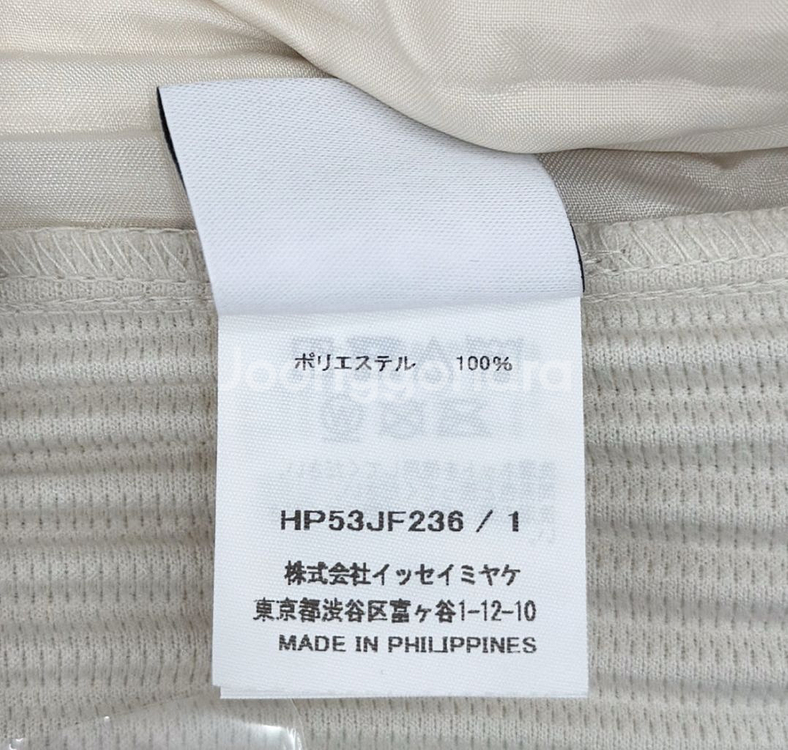 ポリエステル 100%
Joonggonara
HP53JF236 / 1
株式会社イッセイミヤケ
東京都渋谷区富ヶ谷1-12-10
MADE IN PHILIPPINES